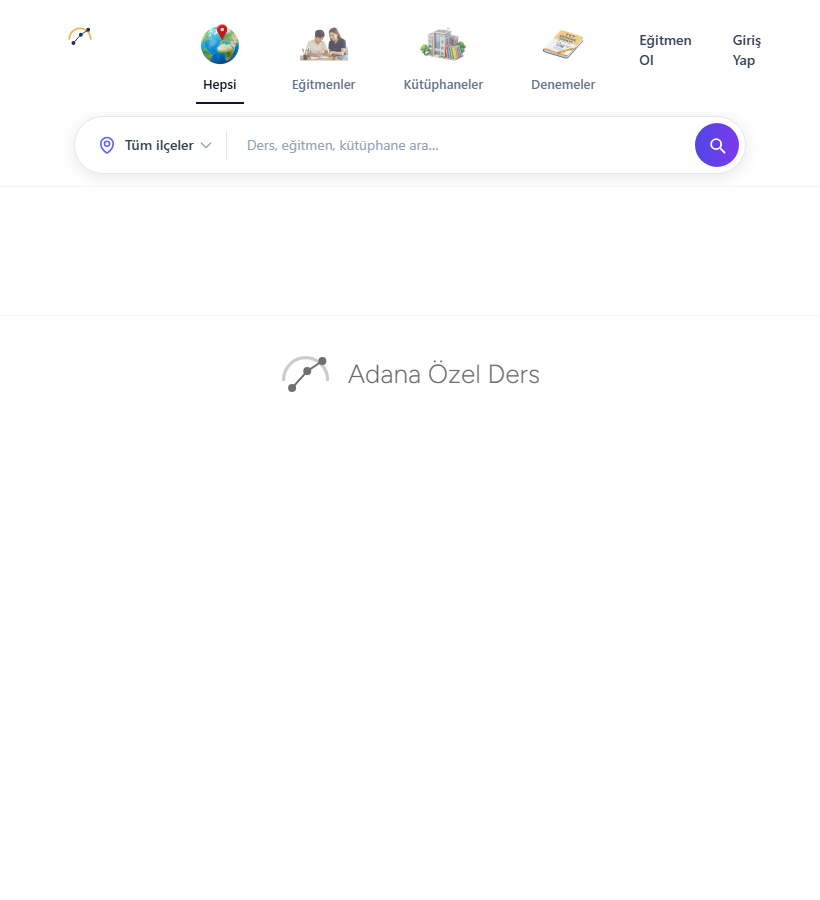 Hepsi
Eğitmenler
Kütüphaneler
Denemeler
Eğitmen
Ol
Giriş
Yap
Tüm ilçeler
Ders, eğitmen, kütüphane ara...
Adana Özel Ders